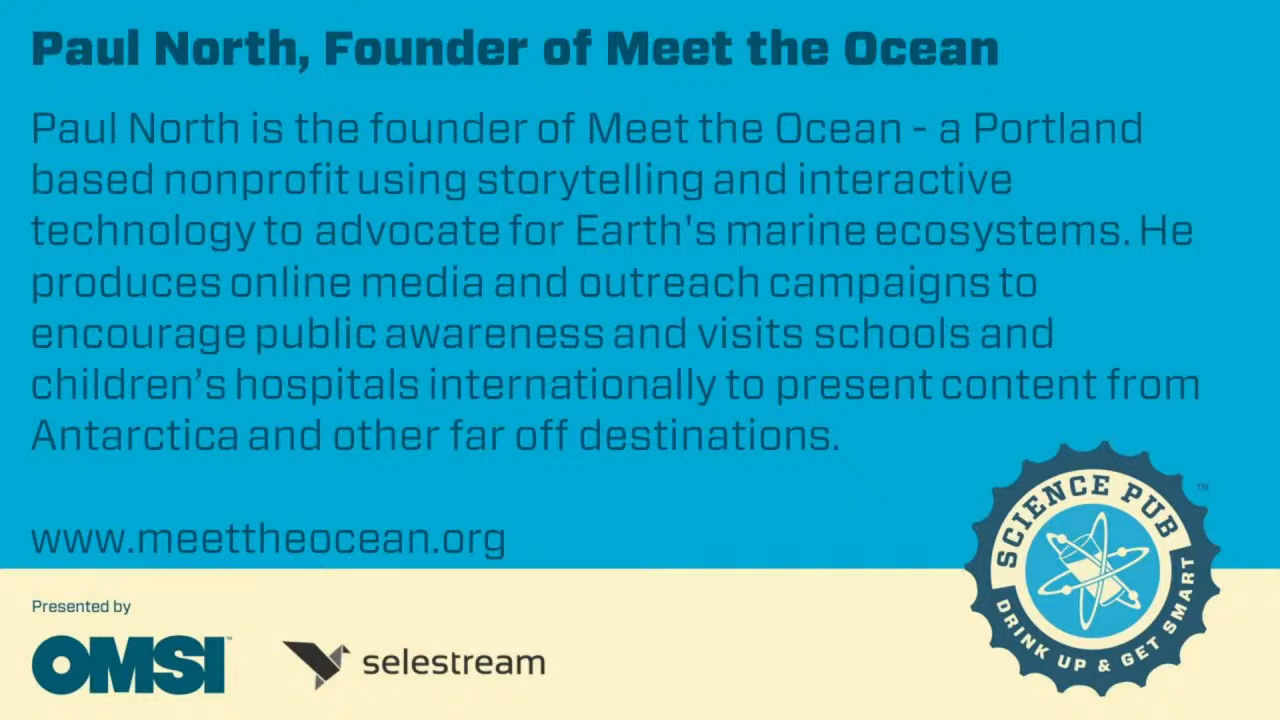 Paul North, Founder of Meet the Ocean
Paul North is the founder of Meet the Ocean - a Portland
based nonprofit using storytelling and interactive
technology to advocate for Earth's marine ecosystems. He
produces online media and outreach campaigns to
encourage public awareness and visits schools and
children’s hospitals internationally to present content from
Antarctica and other far off destinations.
www.meettheocean.org
SCIENCE PUB
TM
DRINK UP & GET SMART
Presented by
OMSI™
selestream